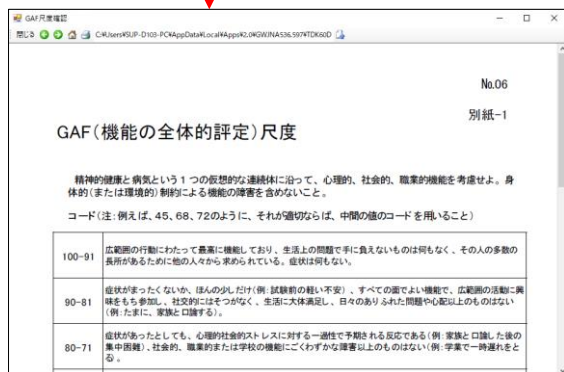 GAF尺度確認
閉じる C:¥Users¥SUP-D103-PC¥AppData¥Local¥Apps¥2.0¥GWJNA536.597¥TDK60D
No.06
別紙-1
GAF(機能の全体的評定)尺度
精神的健康と病気という1つの仮想的な連続体に沿って、心理的、社会的、職業的機能を考慮せよ。身
体的(または環境的)制約による機能の障害を含めないこと。
コード(注:例えば、45、68、72のように、それが適切ならば、中間の値のコードを用いること)
100-91
広範囲の行動にわたって最高に機能しており、生活上の問題で手に負えないものは何もなく、その人の多数の
長所があるために他の人々から求められている。症状は何もない。
90-81
症状がまったくないか、ほんの少しだけ(例:試験前の軽い不安)、すべての面でよい機能で、広範囲の活動に興
味をもち参加し、社交的にはそつがなく、生活に大体満足し、日々のありふれた問題や心配以上のものはない
(例:たまに、家族と口論する)。
80-71
症状があったとしても、心理的社会的ストレスに対する一過性で予期される反応である(例:家族と口論した後の
集中困難)、社会的、職業的または学校の機能にごくわずかな障害以上のものはない(例:学業で一時遅れをと
る)。